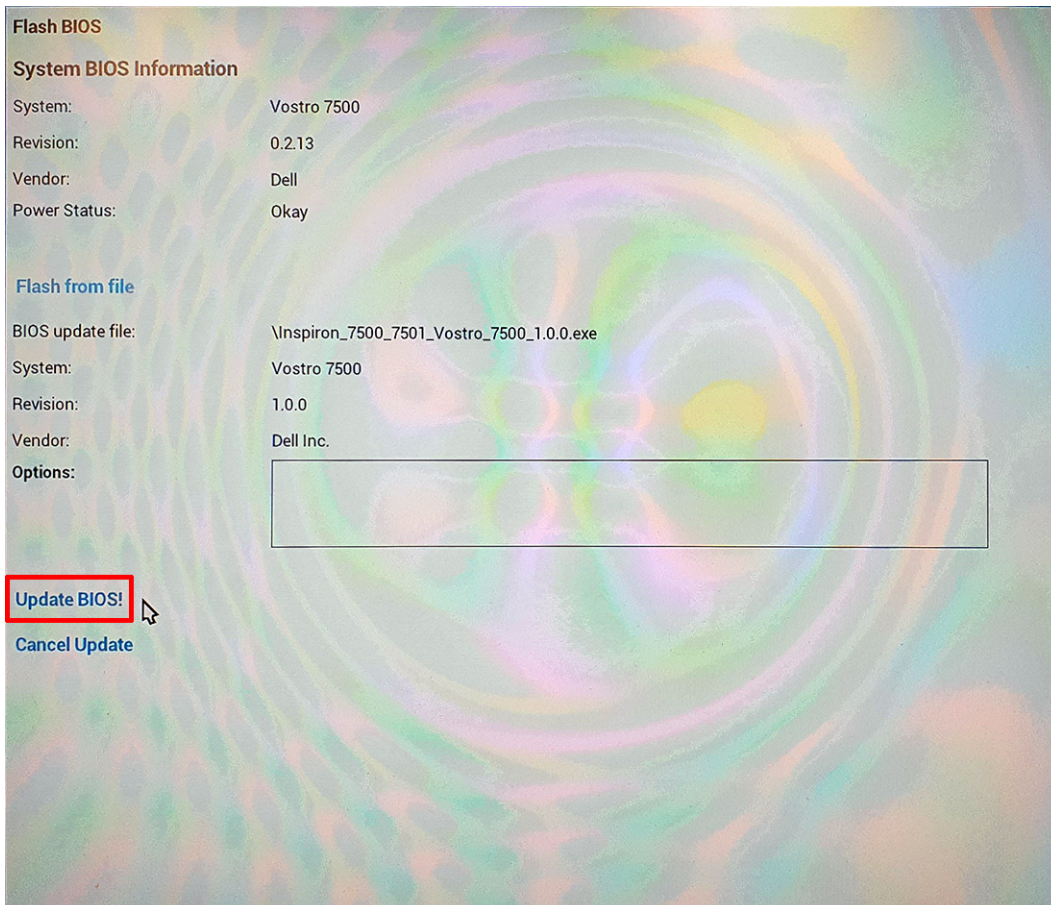 Flash BIOS
System BIOS Information
System: Vostro 7500
Revision: 0.2.13
Vendor: Dell
Power Status: Okay
Flash from file
BIOS update file: \Inspiron_7500_7501_Vostro_7500_1.0.0.exe
System: Vostro 7500
Revision: 1.0.0
Vendor: Dell Inc.
Options:
Update BIOS!
Cancel Update